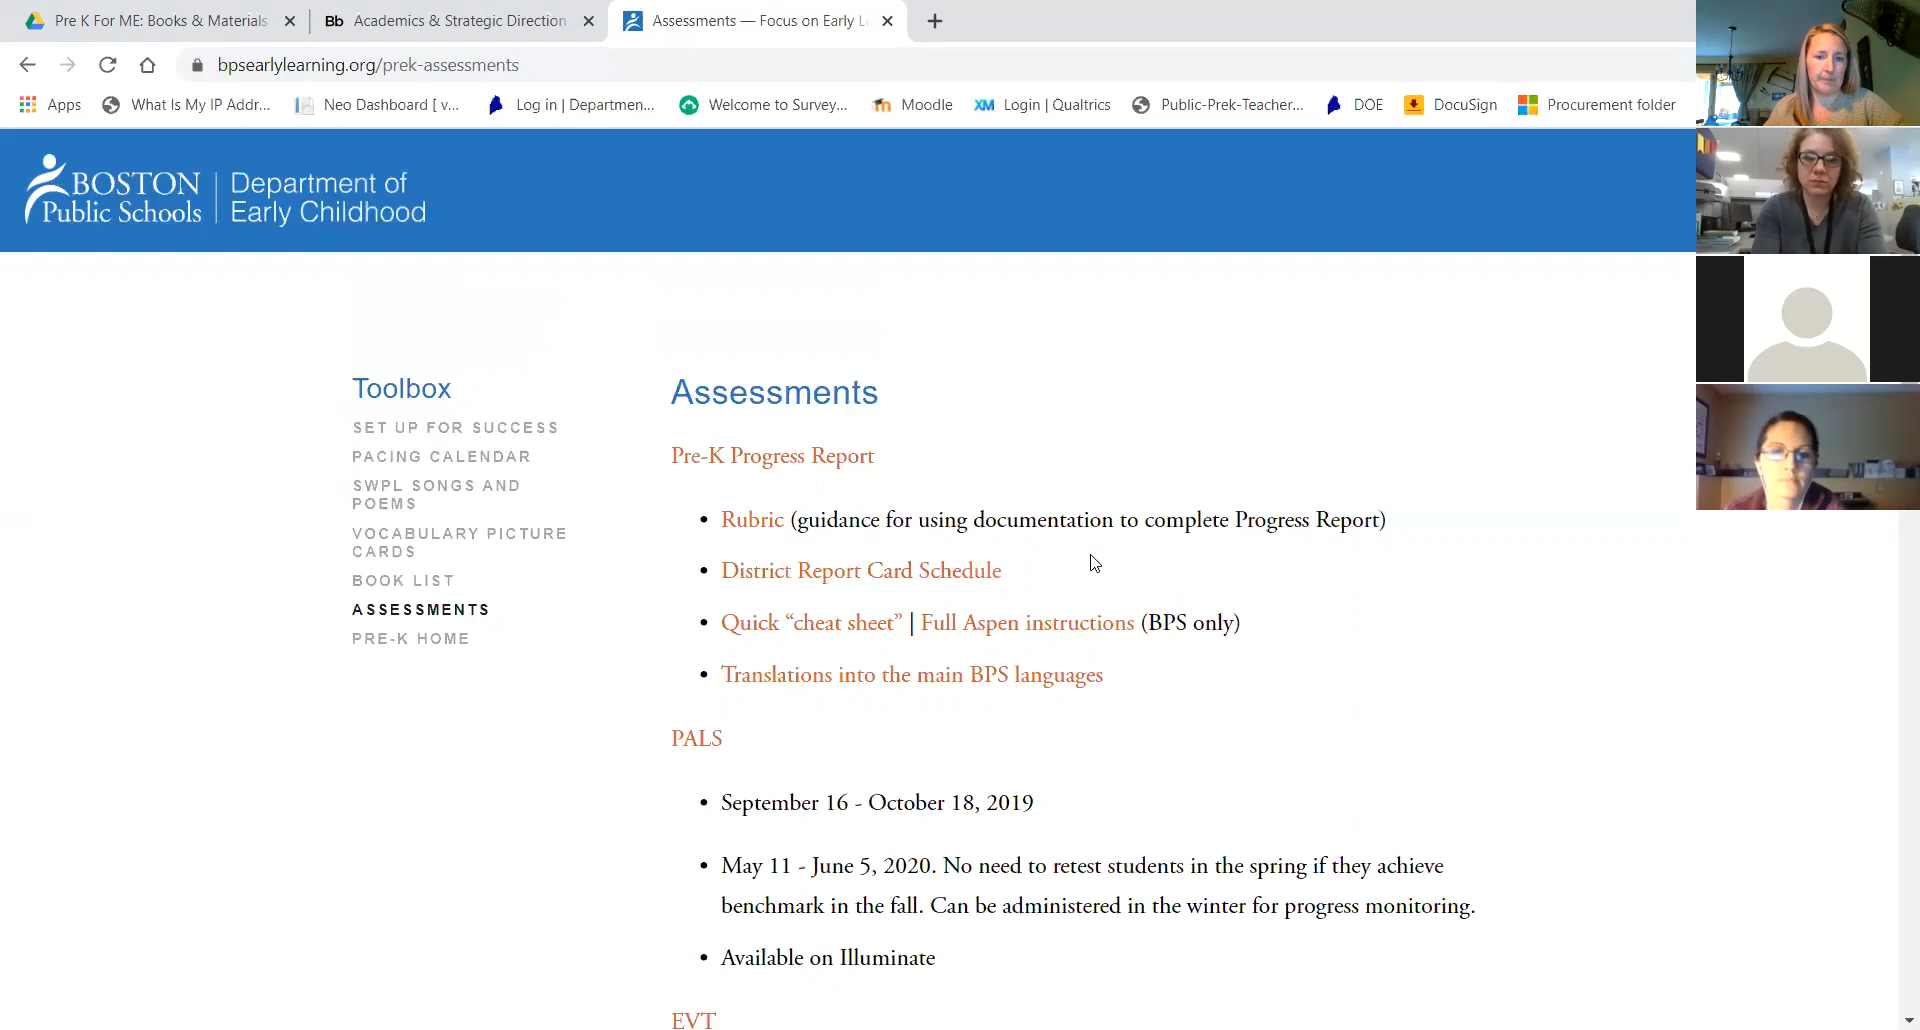 Pre K For ME: Books & Materials
Bb Academics & Strategic Direction
Assessments — Focus on Early L
bpsearlylearning.org/prek-assessments
Apps What Is My IP Addr... Neo Dashboard [ v... Log in | Departmen... Welcome to Survey... Moodle XM Login | Qualtrics Public-Prek-Teacher... DOE DocuSign Procurement folder
BOSTON
Public Schools
Department of
Early Childhood
Toolbox
SET UP FOR SUCCESS
PACING CALENDAR
SWPL SONGS AND
POEMS
VOCABULARY PICTURE
CARDS
BOOK LIST
ASSESSMENTS
PRE-K HOME
Assessments
Pre-K Progress Report
• Rubric (guidance for using documentation to complete Progress Report)
• District Report Card Schedule
• Quick “cheat sheet” | Full Aspen instructions (BPS only)
• Translations into the main BPS languages
PALS
• September 16 - October 18, 2019
• May 11 - June 5, 2020. No need to retest students in the spring if they achieve
benchmark in the fall. Can be administered in the winter for progress monitoring.
• Available on Illuminate
EVT